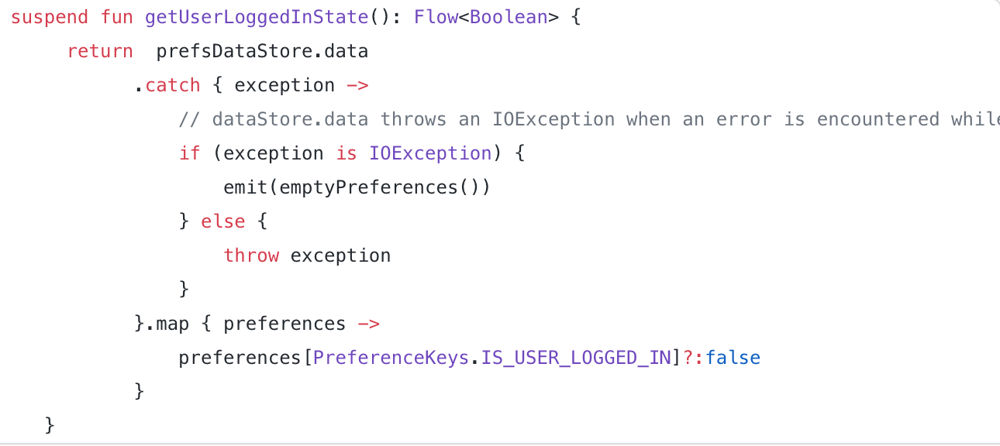 suspend fun getUserLoggedInState(): Flow<Boolean> {
return  prefsDataStore.data
.catch { exception ->
// dataStore.data throws an IOException when an error is encountered while
if (exception is IOException) {
emit(emptyPreferences())
} else {
throw exception
}
}.map { preferences ->
preferences[PreferenceKeys.IS_USER_LOGGED_IN]?:false
}
}